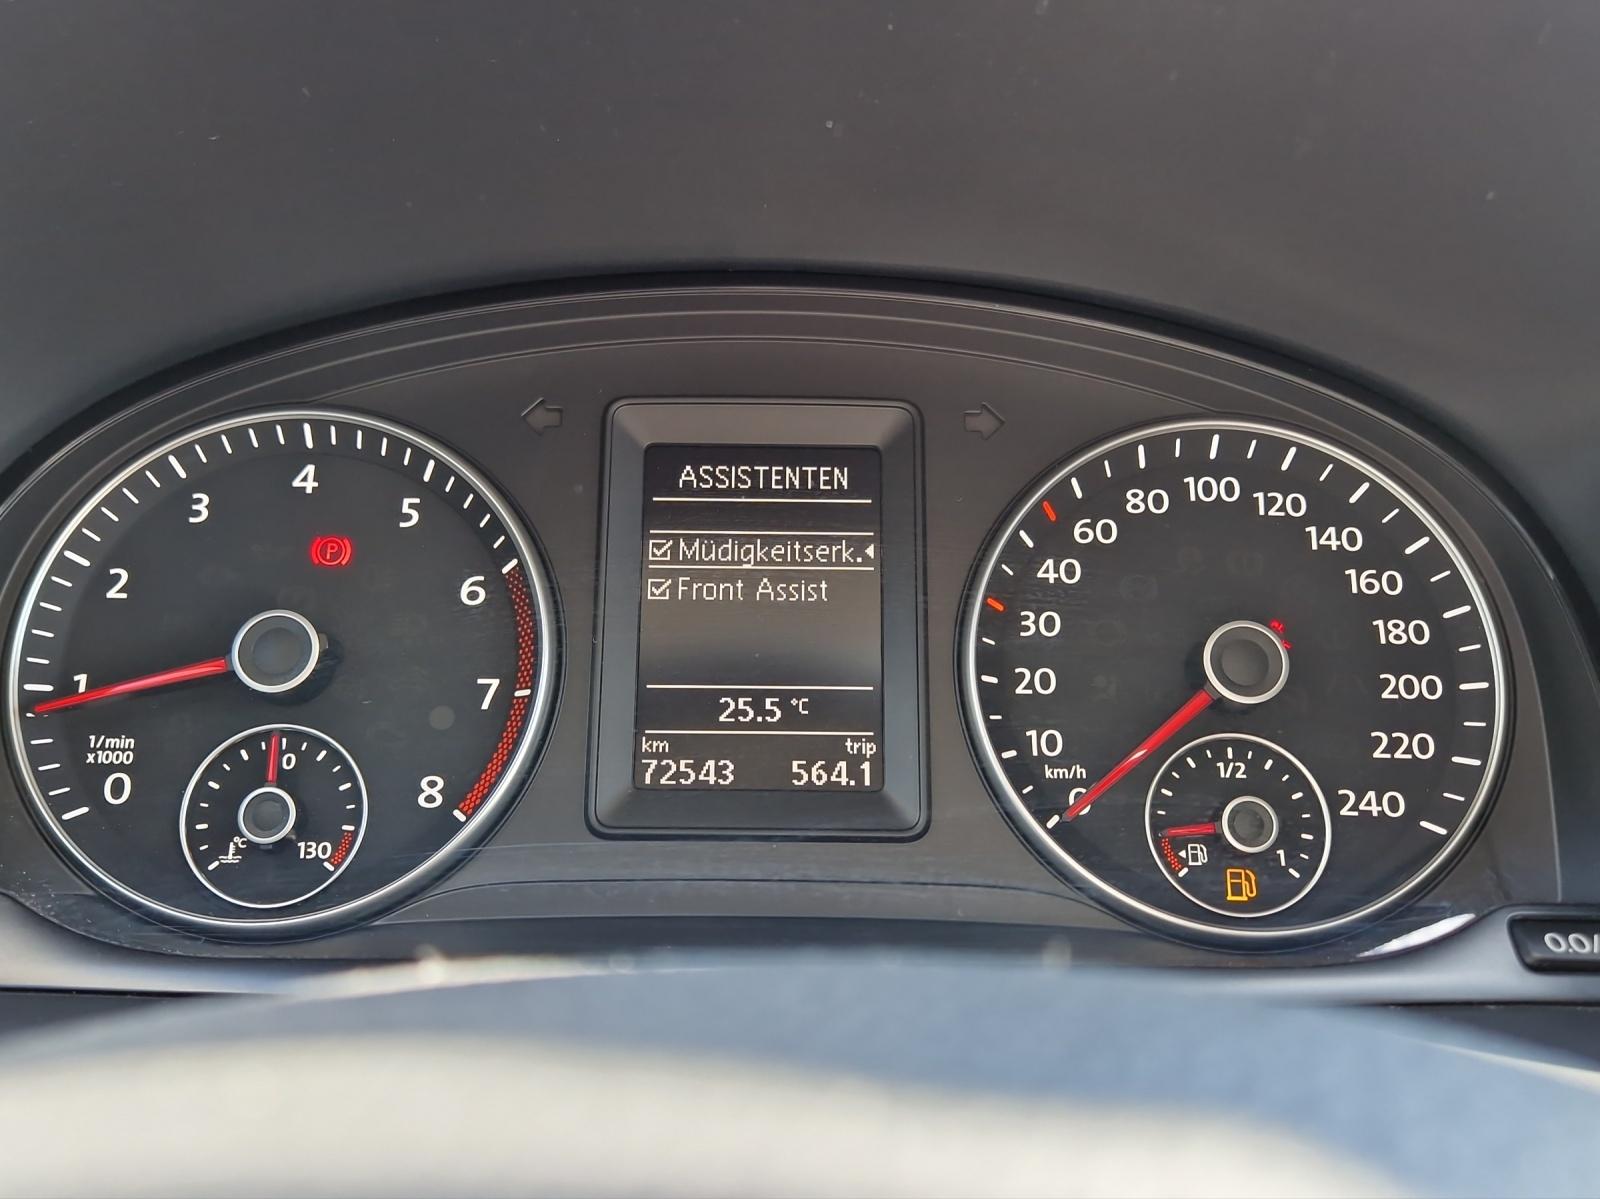 ASSISTENTEN
Müdigkeitserk.
Front Assist
25.5 °C
km trip
72543 564.1
0 1 2 3 4 5 6 7 8
1/min
x1000
°C 130
(P)
0 10 20 30 40 60 80 100 120 140 160 180 200 220 240
km/h
1/2
1
0.0/